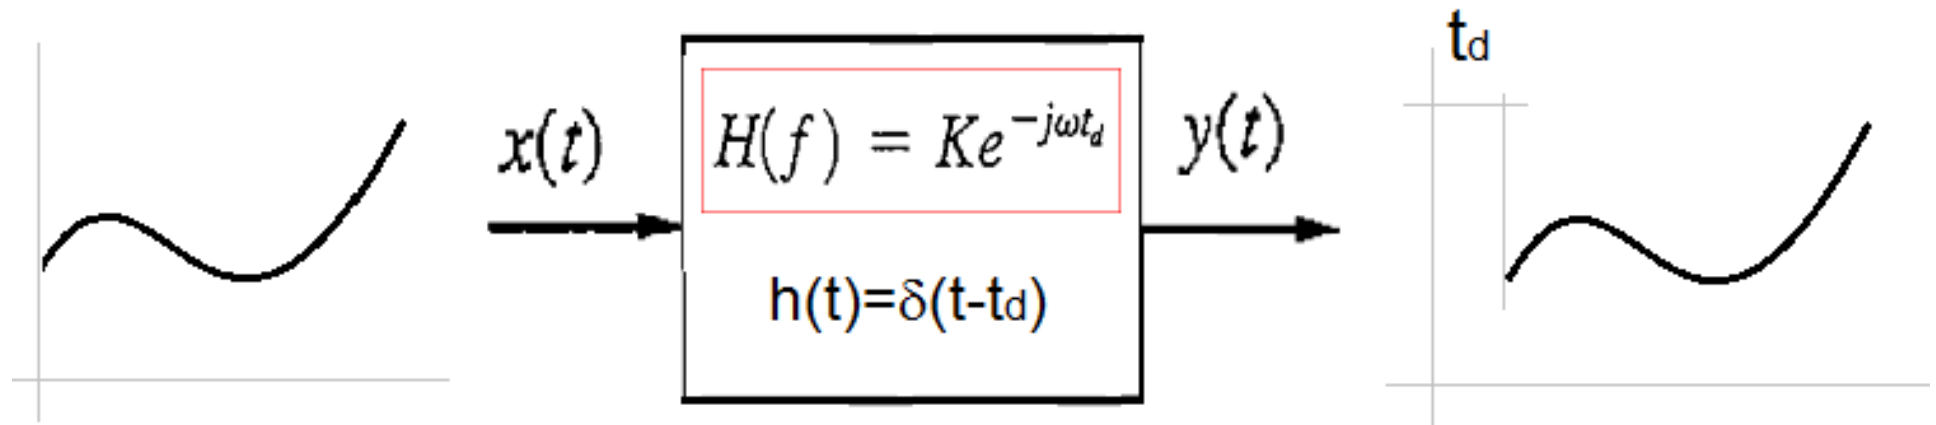 x(t)
H(f) = Ke^{-jωt_d}
h(t)=δ(t-td)
y(t)
td